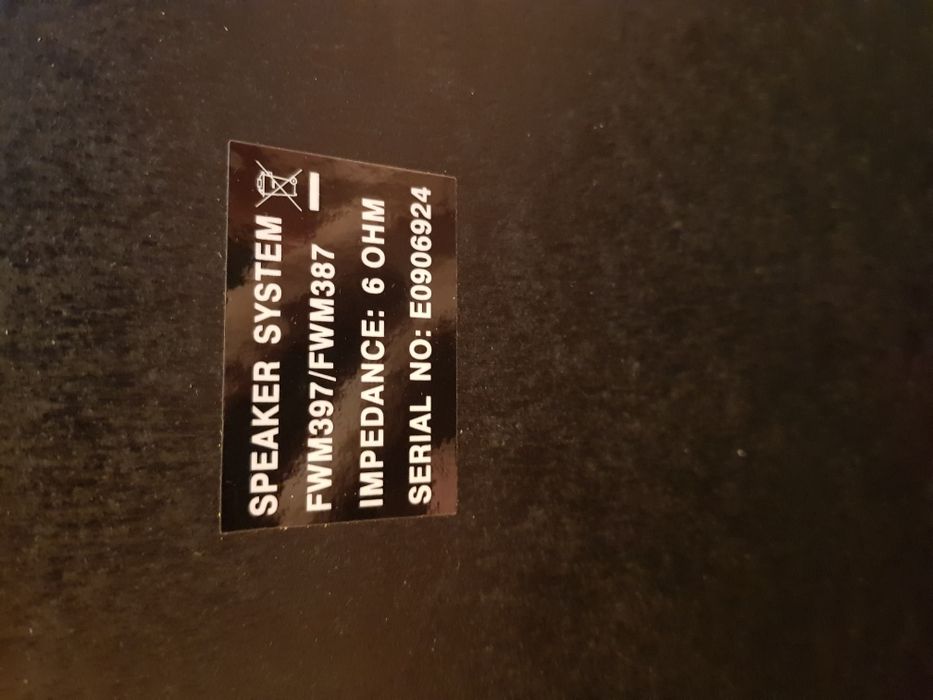 SPEAKER SYSTEM
FWM397/FWM387
IMPEDANCE: 6 OHM
SERIAL NO: E0906924